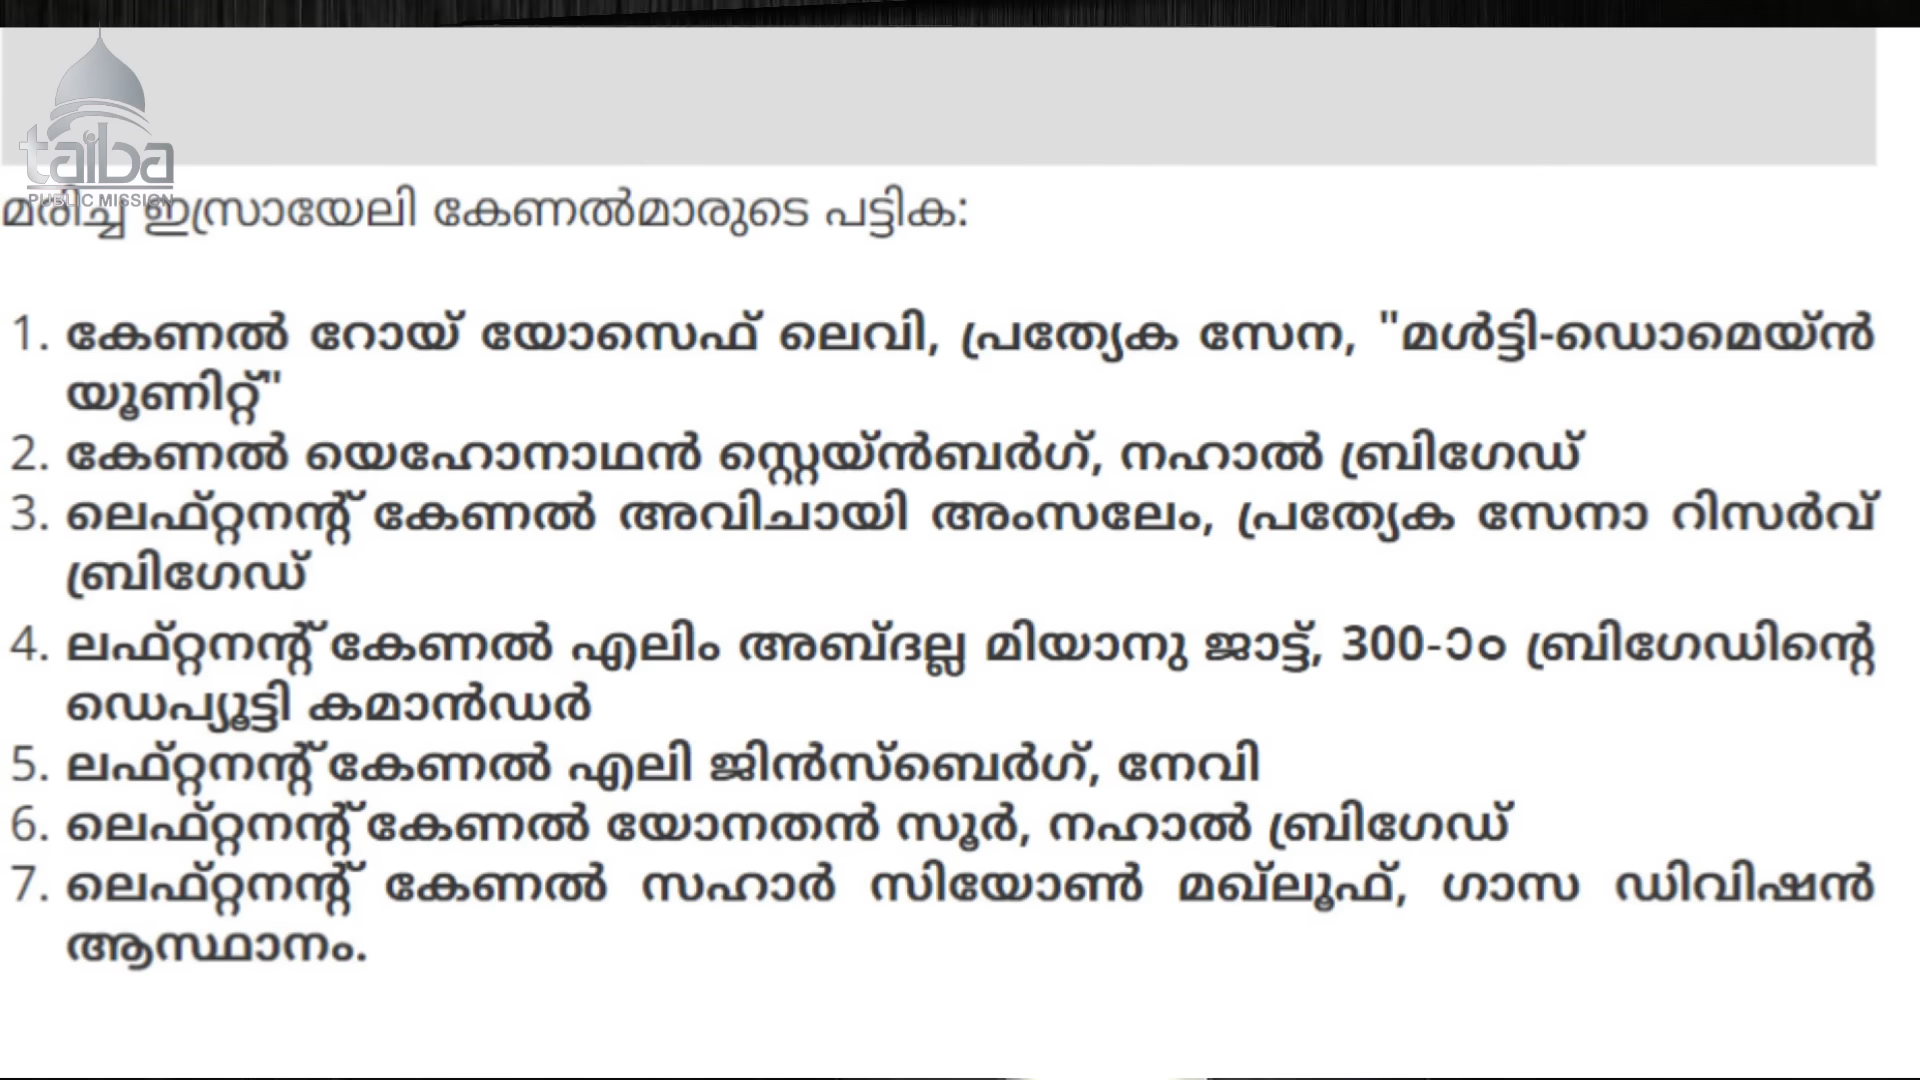 taiba
PUBLIC MISSION
മരിച്ച ഇസ്രായേലി കേണൽമാരുടെ പട്ടിക:
1. കേണൽ റോയ് യോസെഫ് ലെവി, പ്രത്യേക സേന, "മൾട്ടി-ഡൊമെയ്ൻ
യൂണിറ്റ്"
2. കേണൽ യെഹോനാഥൻ സ്റ്റെയ്ൻബർഗ്, നഹാൽ ബ്രിഗേഡ്
3. ലെഫ്റ്റനന്റ് കേണൽ അവിചായി അംസലേം, പ്രത്യേക സേനാ റിസർവ്
ബ്രിഗേഡ്
4. ലഫ്റ്റനന്റ് കേണൽ എലിം അബ്ദല്ല മിയാനു ജാട്ട്, 300-ാം ബ്രിഗേഡിന്റെ
ഡെപ്യൂട്ടി കമാൻഡർ
5. ലഫ്റ്റനന്റ് കേണൽ എലി ജിൻസ്ബെർഗ്, നേവി
6. ലെഫ്റ്റനന്റ് കേണൽ യോനതൻ സൂർ, നഹാൽ ബ്രിഗേഡ്
7. ലെഫ്റ്റനന്റ് കേണൽ സഹാർ സിയോൺ മഖ്ലൂഫ്, ഗാസ ഡിവിഷൻ
ആസ്ഥാനം.